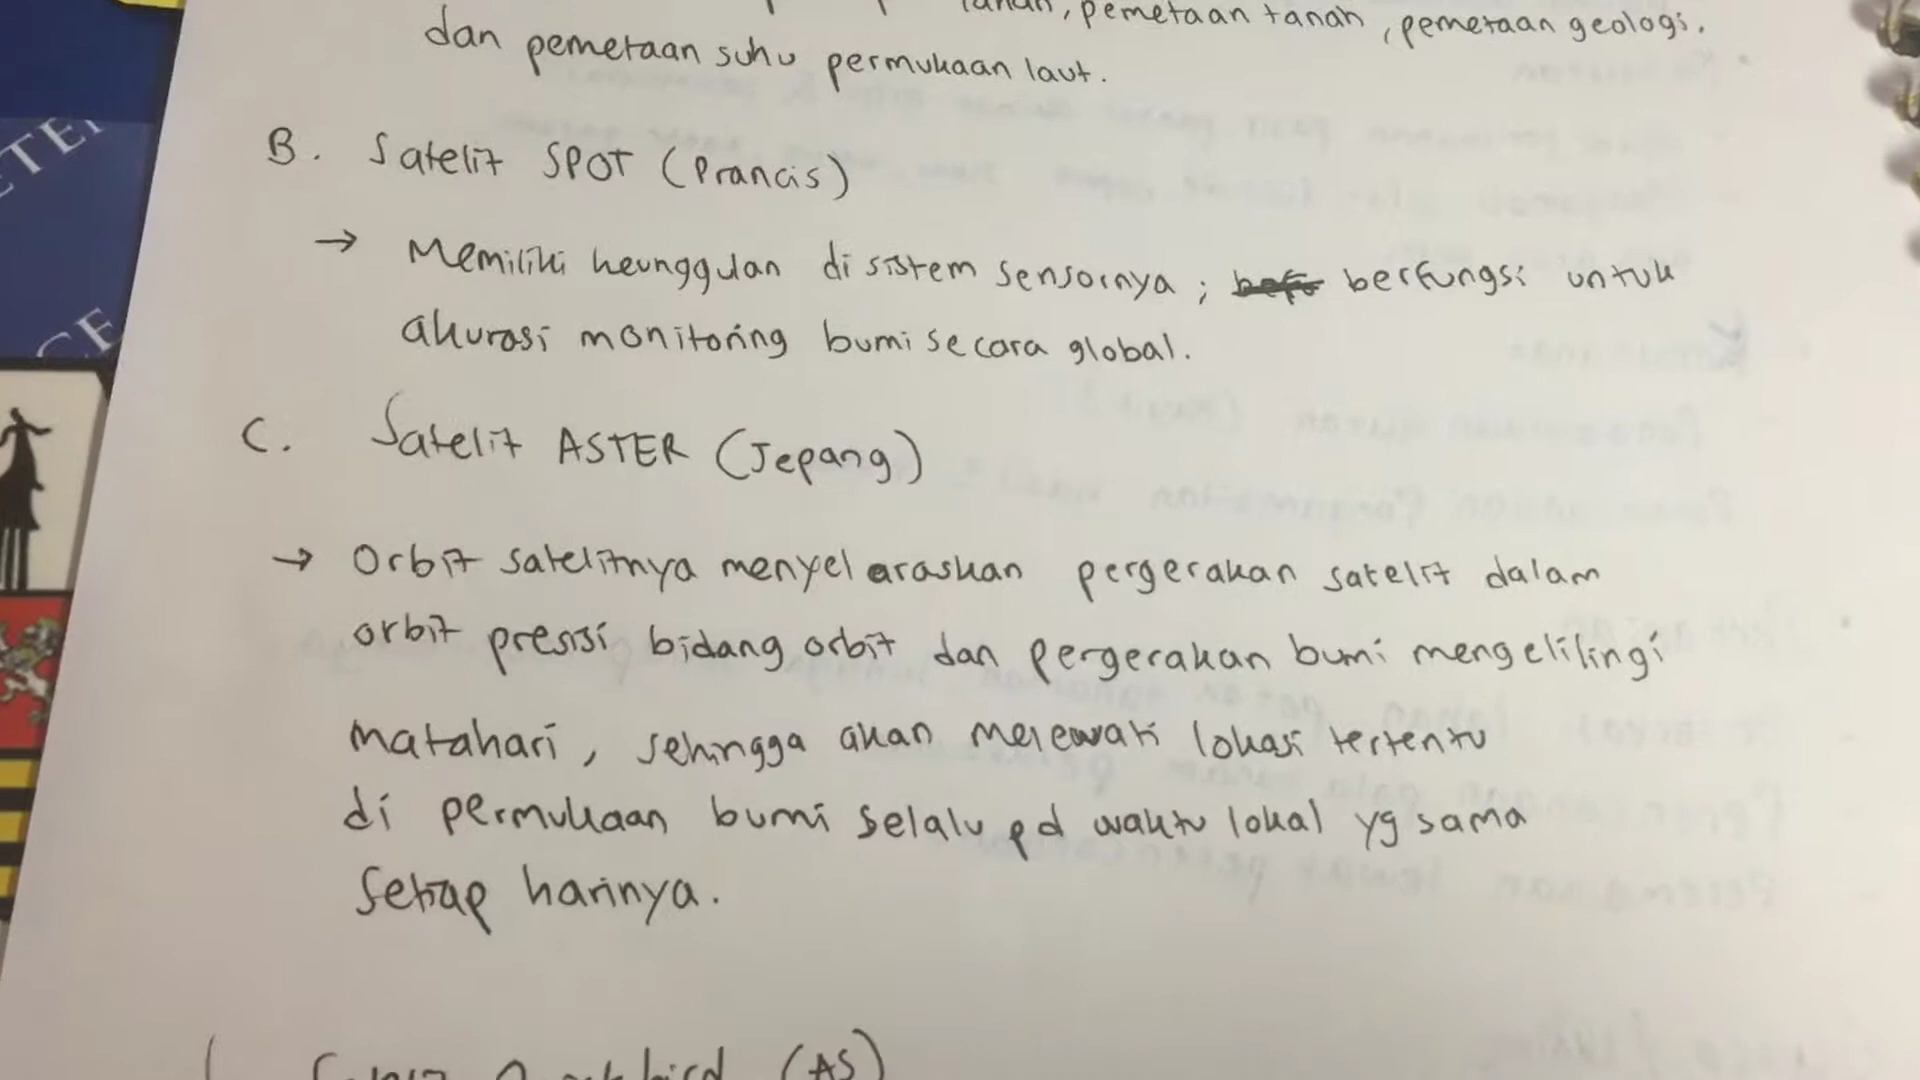 lahan, pemetaan tanah, pemetaan geologi.
dan pemetaan suhu permukaan laut.
B. Satelit SPOT (Prancis)
→ Memiliki keunggulan di sistem sensornya ; berfungsi untuk
akurasi monitoring bumi secara global.
C. Satelit ASTER (Jepang)
→ Orbit satelitnya menyelaraskan pergerakan satelit dalam
orbit presisi bidang orbit dan pergerakan bumi mengelilingi
matahari, sehingga akan melewati lokasi tertentu
di permukaan bumi selalu pd waktu lokal yg sama
setiap harinya.
(AS)